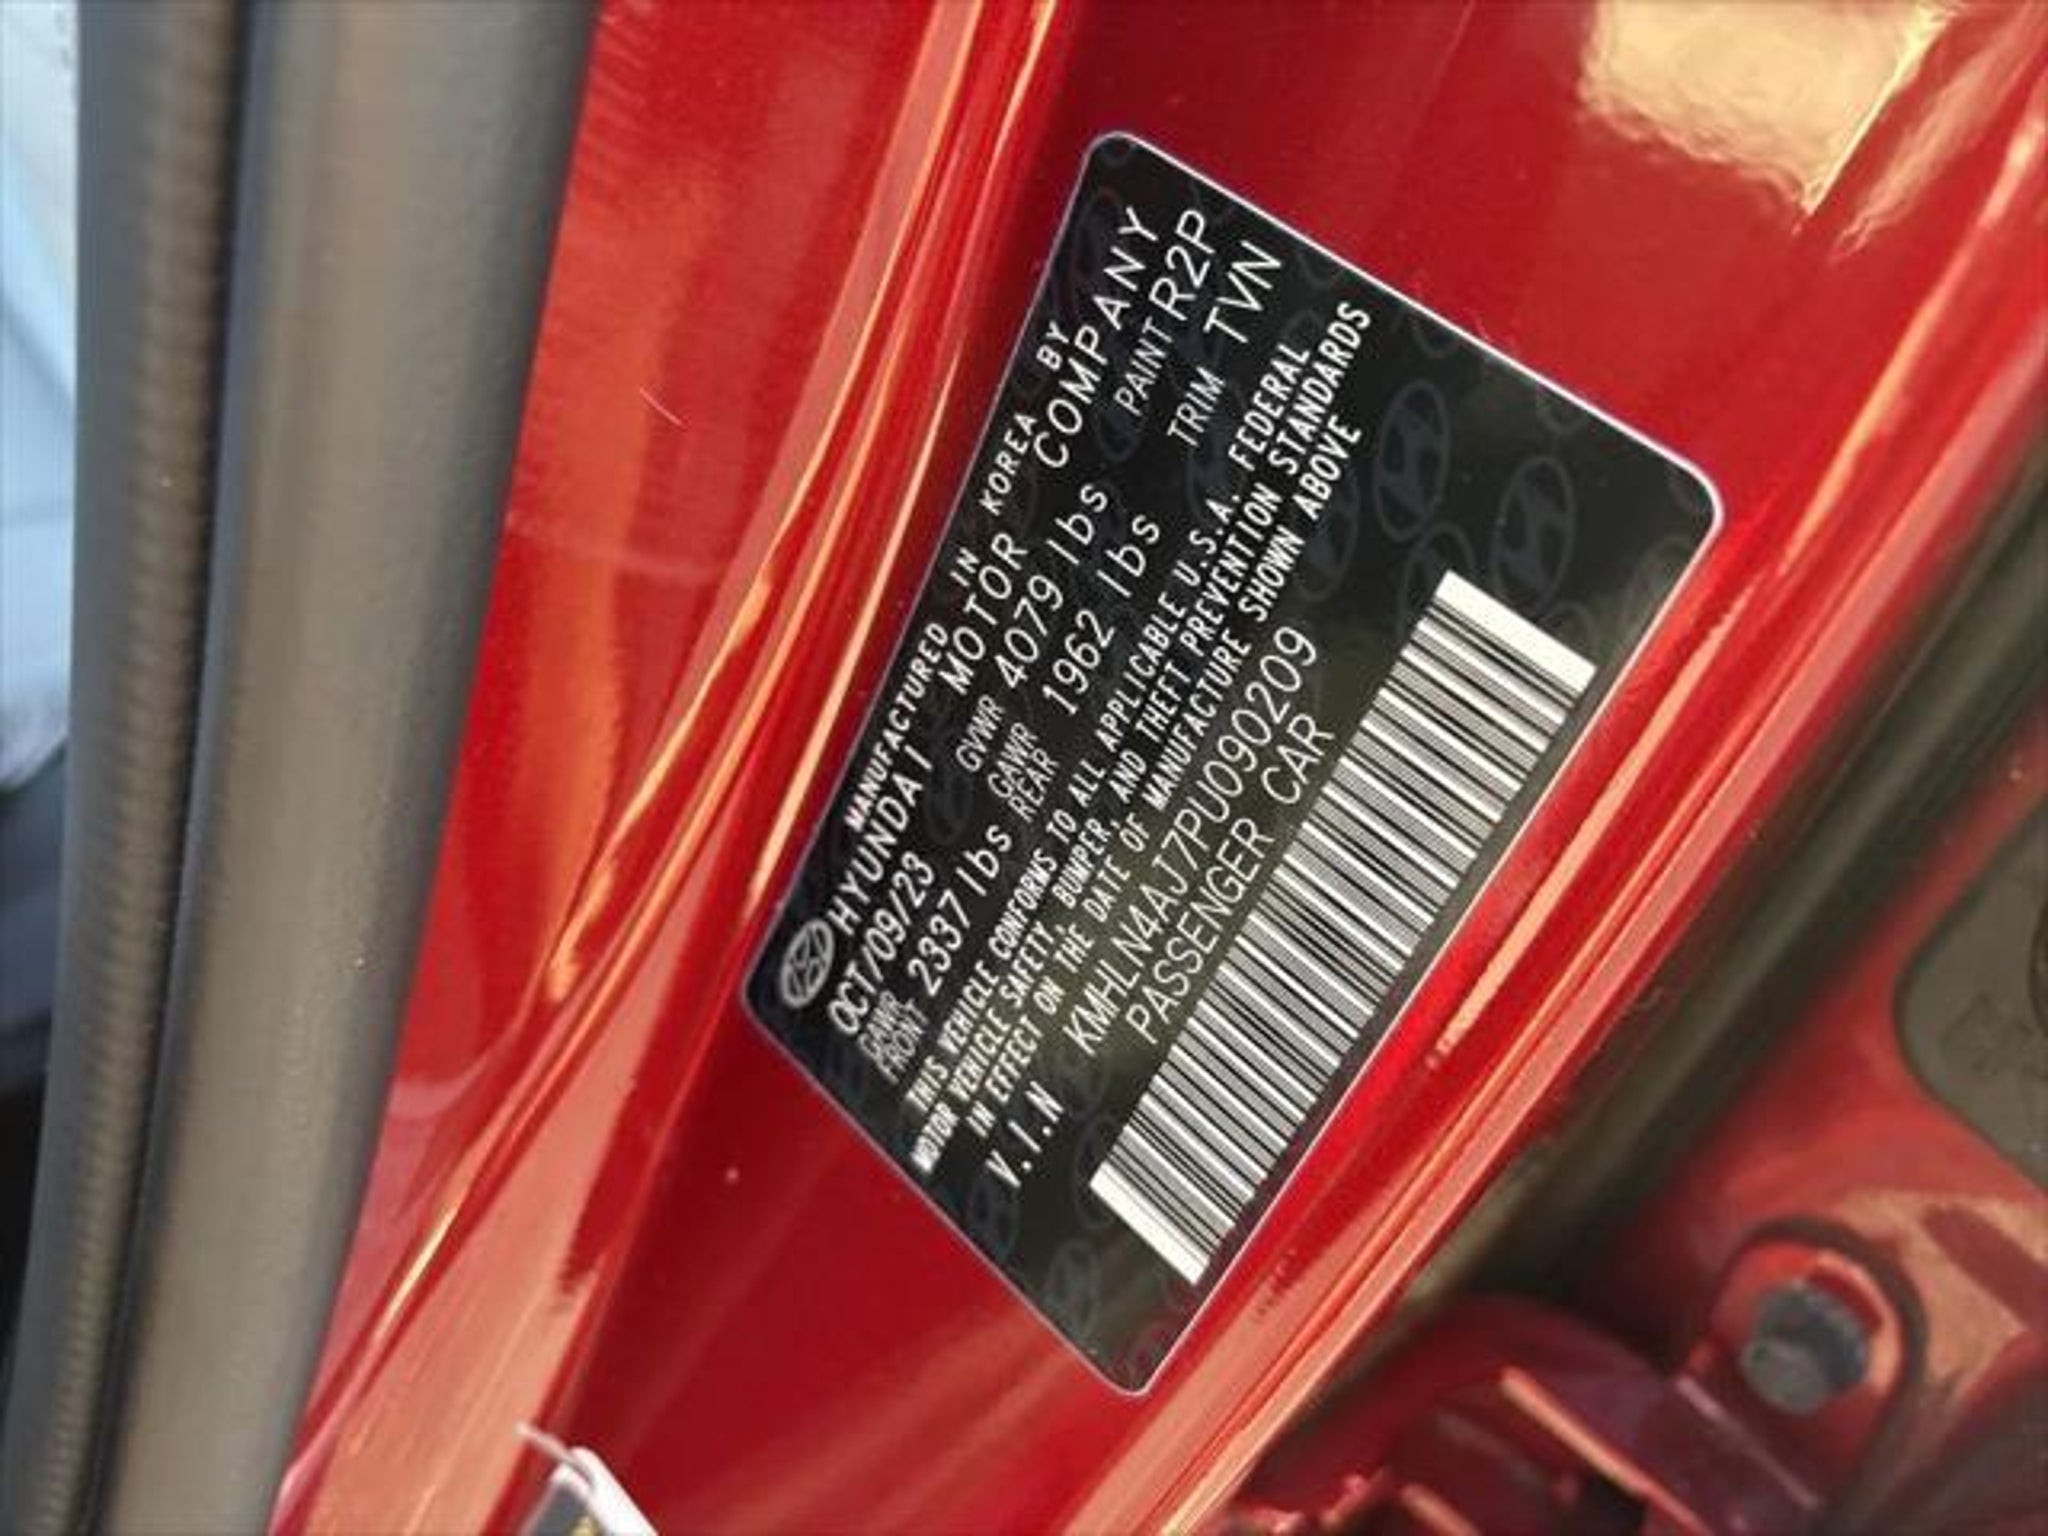 MANUFACTURED IN KOREA BY
HYUNDAI MOTOR COMPANY
OCT/09/23 GVWR 4079 lbs PAINT R2P
GAWR FRONT 2337 lbs GAWR REAR 1962 lbs TRIM TVN
THIS VEHICLE CONFORMS TO ALL APPLICABLE U.S.A. FEDERAL
MOTOR VEHICLE SAFETY, BUMPER, AND THEFT PREVENTION STANDARDS
IN EFFECT ON THE DATE OF MANUFACTURE SHOWN ABOVE
V.I.N KMHLN4AJ7PU090209
PASSENGER CAR